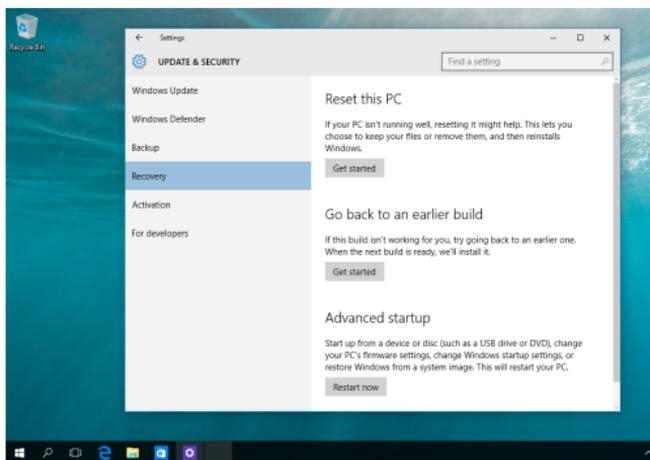 Recycle Bin
Settings
UPDATE & SECURITY
Find a setting
Windows Update
Windows Defender
Backup
Recovery
Activation
For developers
Reset this PC
If your PC isn't running well, resetting it might help. This lets you
choose to keep your files or remove them, and then reinstalls
Windows.
Get started
Go back to an earlier build
If this build isn't working for you, try going back to an earlier one.
When the next build is ready, we'll install it.
Get started
Advanced startup
Start up from a device or disc (such as a USB drive or DVD), change
your PC's firmware settings, change Windows startup settings, or
restore Windows from a system image. This will restart your PC.
Restart now